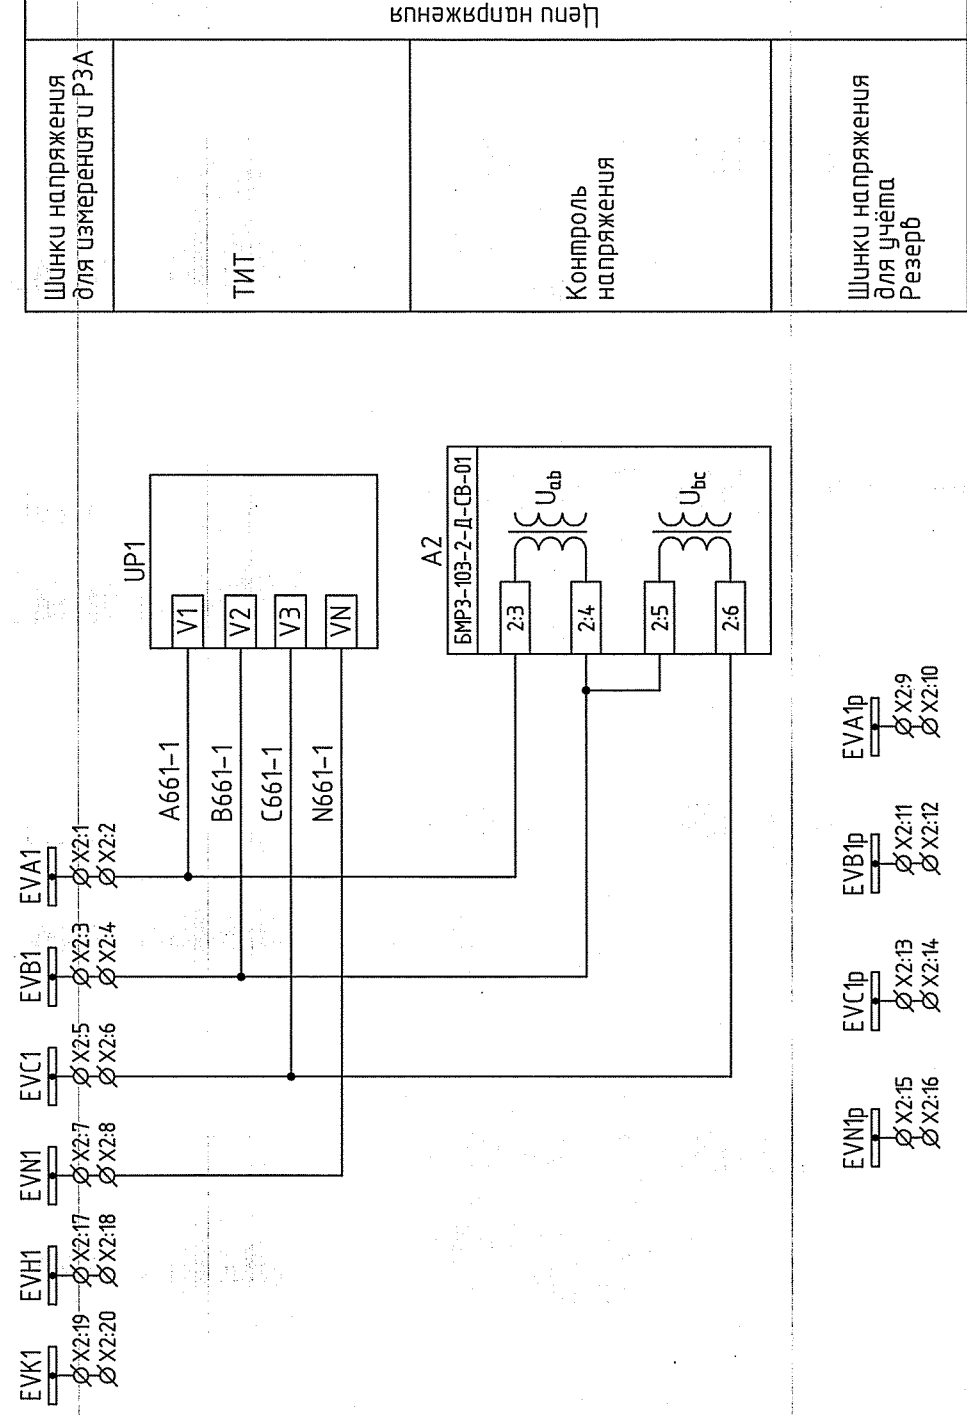 Цепи напряжения
Шинки напряжения
для измерения и РЗА
ТИТ
Контроль
напряжения
Шинки напряжения
для учёта
Резерв
UP1
V1
V2
V3
VN
A661-1
B661-1
C661-1
N661-1
A2
БМРЗ-103-2-Д-СВ-01
2:3
2:4
2:5
2:6
Uab
Ubc
EVA1
X2:1
X2:2
EVB1
X2:3
X2:4
EVC1
X2:5
X2:6
EVN1
X2:7
X2:8
EVH1
X2:17
X2:18
EVK1
X2:19
X2:20
EVA1p
X2:9
X2:10
EVB1p
X2:11
X2:12
EVC1p
X2:13
X2:14
EVN1p
X2:15
X2:16